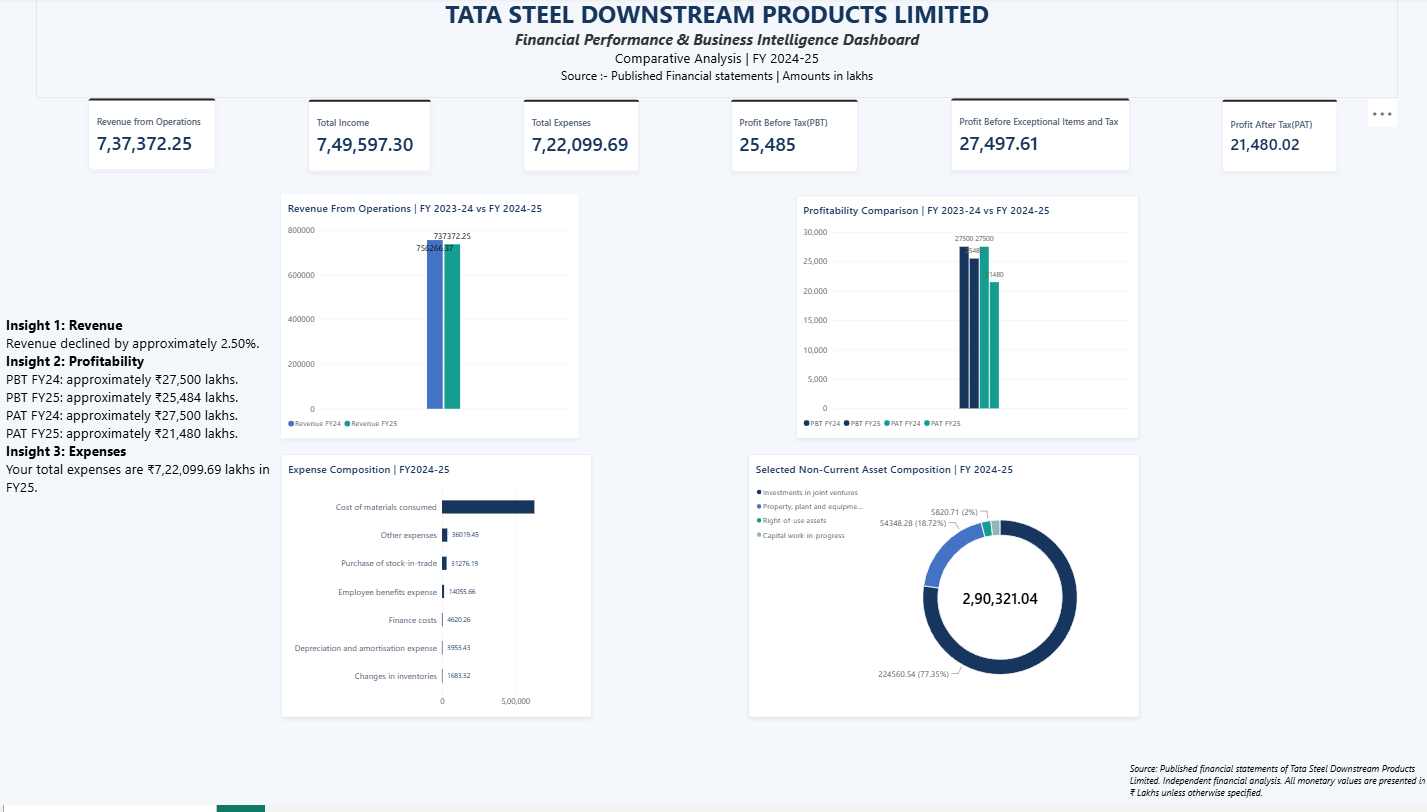 TATA STEEL DOWNSTREAM PRODUCTS LIMITED
Financial Performance & Business Intelligence Dashboard
Comparative Analysis | FY 2024-25
Source :- Published Financial statements | Amounts in lakhs
Revenue from Operations
7,37,372.25
Total Income
7,49,597.30
Total Expenses
7,22,099.69
Profit Before Tax(PBT)
25,485
Profit Before Exceptional Items and Tax
27,497.61
Profit After Tax(PAT)
21,480.02
Insight 1: Revenue
Revenue declined by approximately 2.50%.
Insight 2: Profitability
PBT FY24: approximately ₹27,500 lakhs.
PBT FY25: approximately ₹25,484 lakhs.
PAT FY24: approximately ₹27,500 lakhs.
PAT FY25: approximately ₹21,480 lakhs.
Insight 3: Expenses
Your total expenses are ₹7,22,099.69 lakhs in
FY25.
Revenue From Operations | FY 2023-24 vs FY 2024-25
800000
600000
400000
200000
0
737372.25
756266.37
Revenue FY24 Revenue FY25
Profitability Comparison | FY 2023-24 vs FY 2024-25
30,000
25,000
20,000
15,000
10,000
5,000
0
27500 27500
PBT FY24 PBT FY25 PAT FY24 PAT FY25
Expense Composition | FY2024-25
Cost of materials consumed
Other expenses 36019.45
Purchase of stock-in-trade 31276.19
Employee benefits expense 14055.66
Finance costs 4620.26
Depreciation and amortisation expense 3953.43
Changes in inventories 1683.32
0 5,00,000
Selected Non-Current Asset Composition | FY 2024-25
Investments in joint ventures
Property, plant and equipme...
Right-of-use assets
Capital work-in-progress
5820.71 (2%)
54348.28 (18.72%)
2,90,321.04
224560.54 (77.35%)
Source: Published financial statements of Tata Steel Downstream Products
Limited. Independent financial analysis. All monetary values are presented in
₹ Lakhs unless otherwise specified.